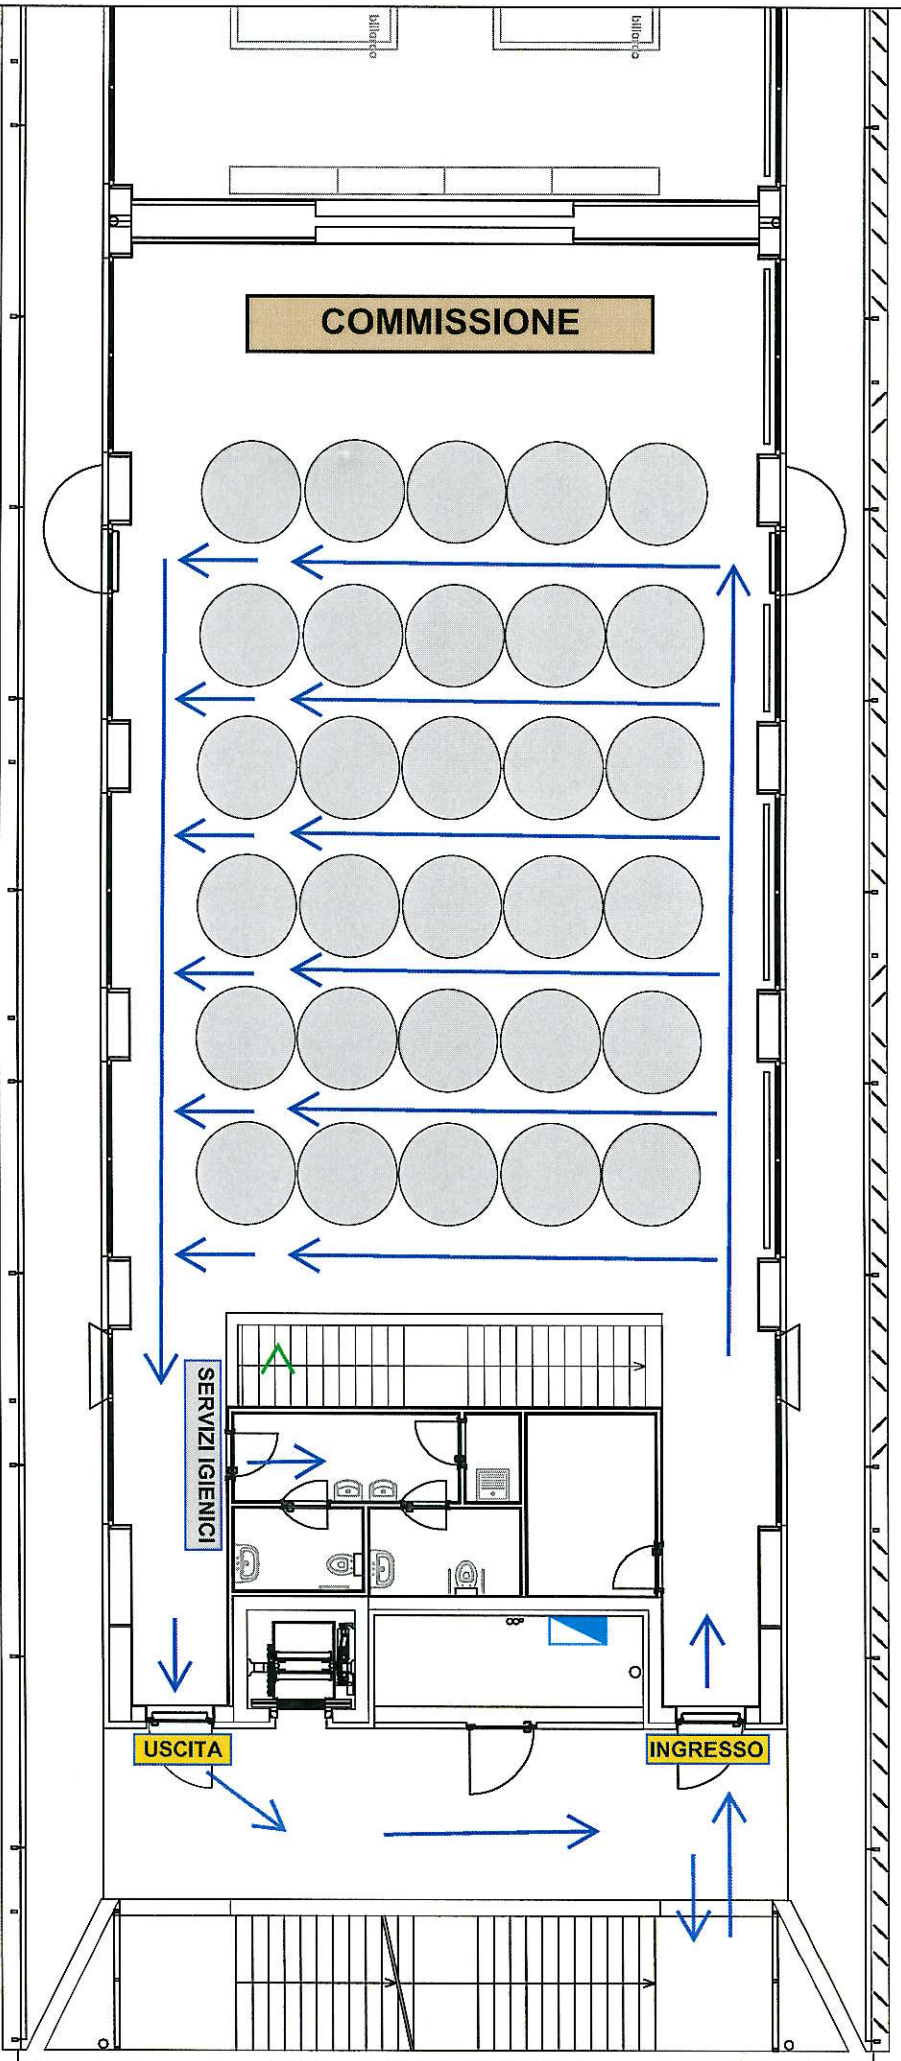 biliardo
biliardo
COMMISSIONE
SERVIZI IGIENICI
USCITA
INGRESSO